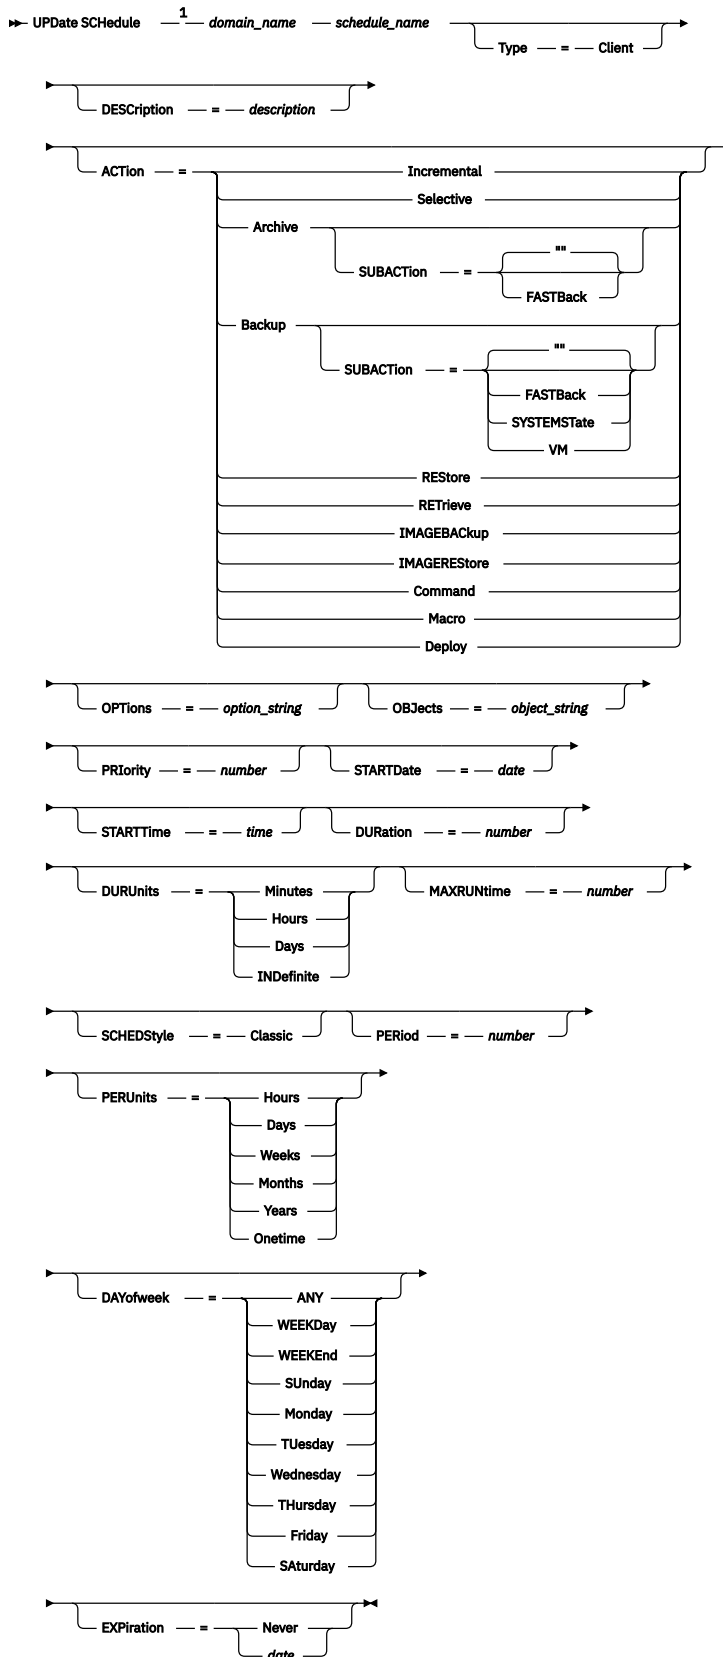 UPDate SCHedule 1 domain_name schedule_name
Type = Client
DESCription = description
ACTion = Incremental
Selective
Archive
""
SUBACTion =
FASTBack
Backup
""
SUBACTion =
FASTBack
SYSTEMSTate
VM
REStore
RETrieve
IMAGEBACkup
IMAGEREStore
Command
Macro
Deploy
OPTions = option_string OBJects = object_string
PRIority = number STARTDate = date
STARTTime = time DURation = number
DURUnits = Minutes MAXRUNtime = number
Hours
Days
INDefinite
SCHEDStyle = Classic PERiod = number
PERUnits = Hours
Days
Weeks
Months
Years
Onetime
DAYofweek = ANY
WEEKDay
WEEKEnd
SUnday
Monday
TUesday
Wednesday
THursday
Friday
SAturday
EXPiration = Never
date